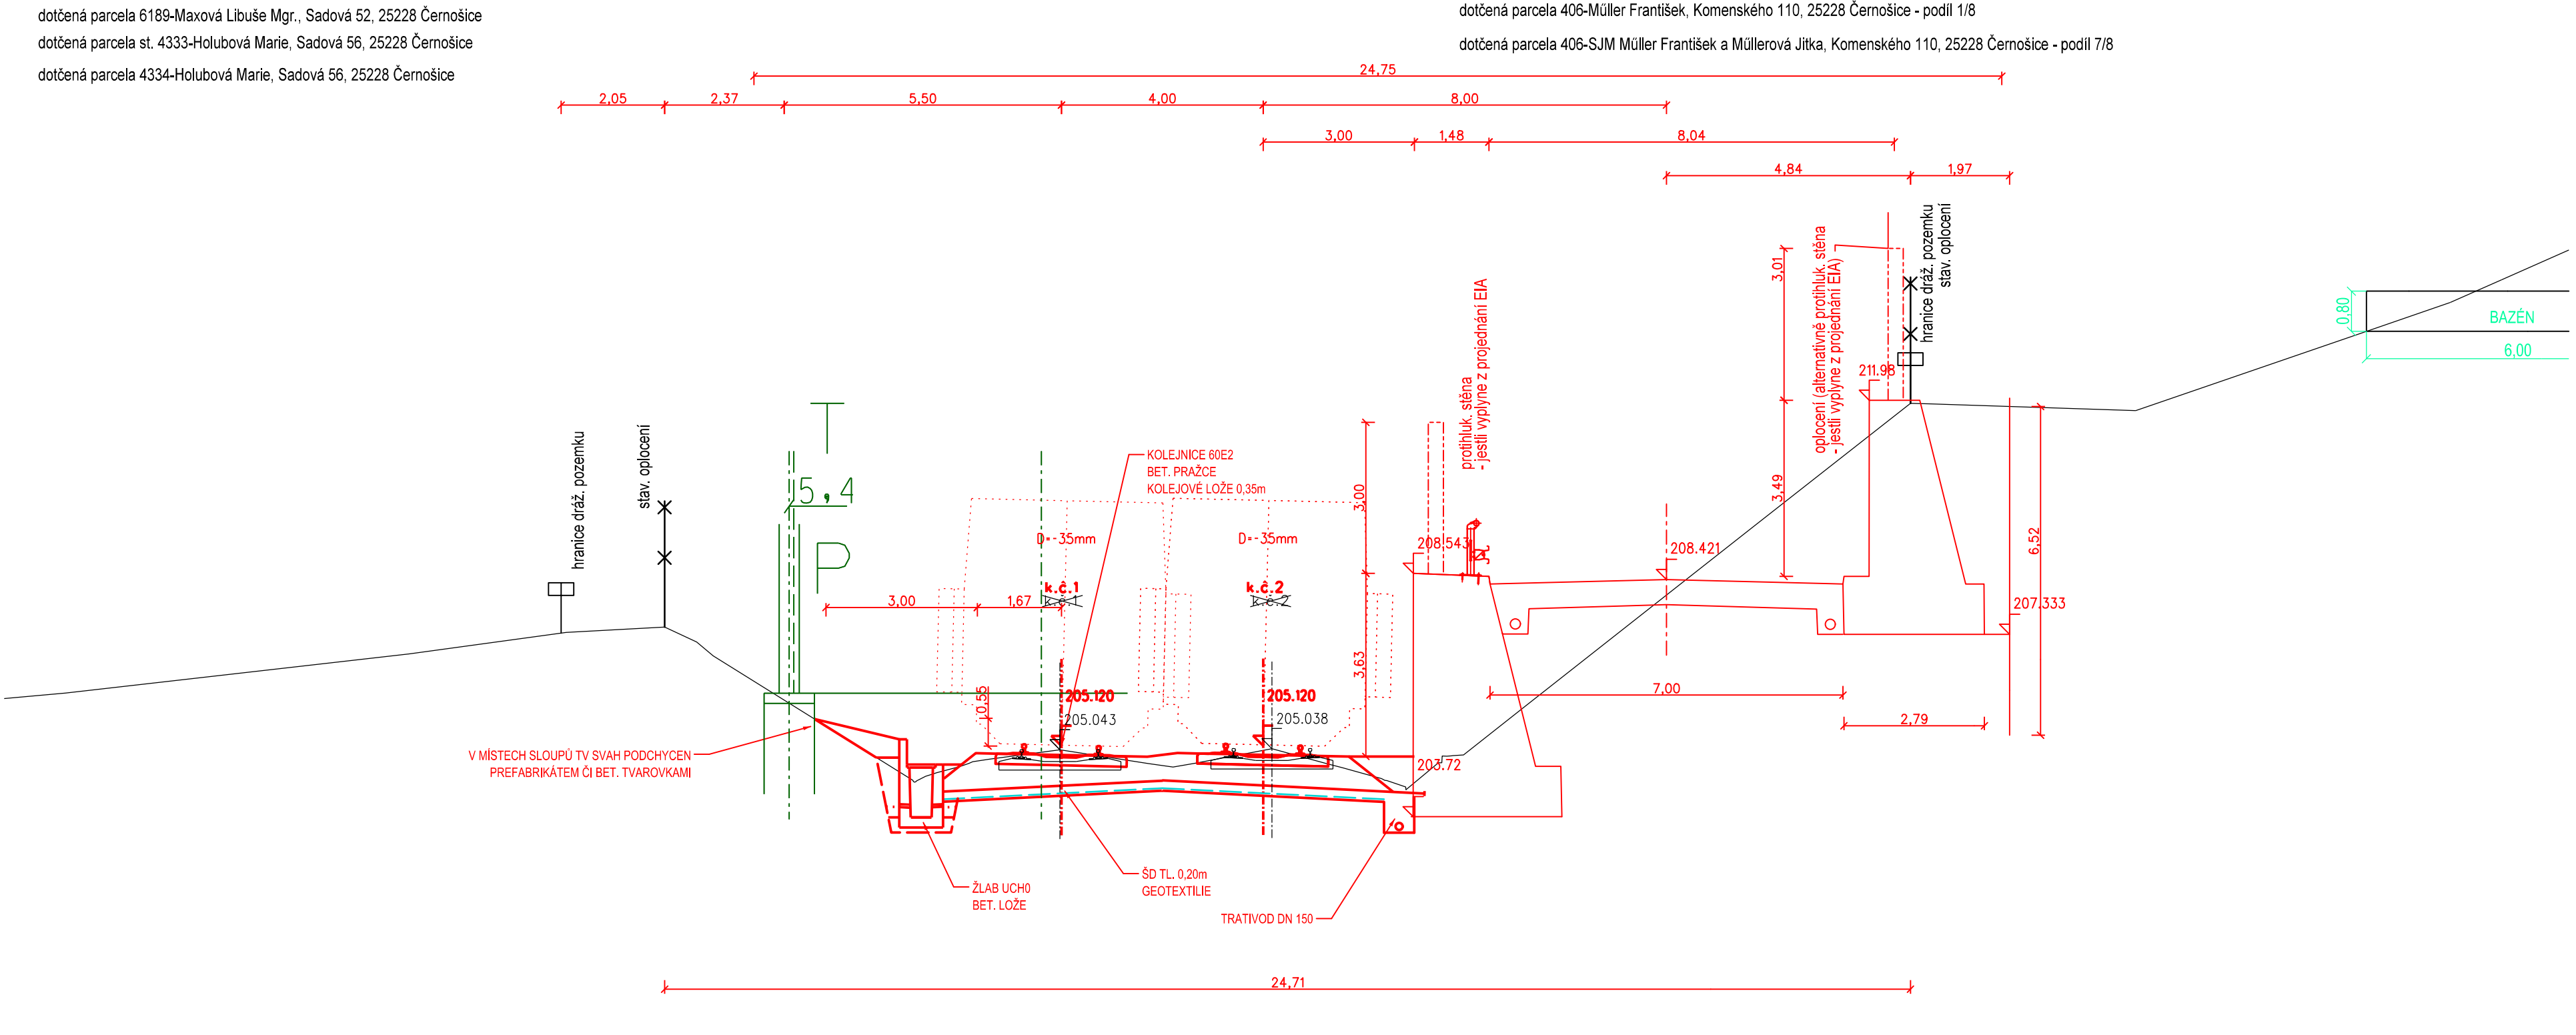 dotčená parcela 6189-Maxová Libuše Mgr., Sadová 52, 25228 Černošice
dotčená parcela st. 4333-Holubová Marie, Sadová 56, 25228 Černošice
dotčená parcela 4334-Holubová Marie, Sadová 56, 25228 Černošice
dotčená parcela 406-Műller František, Komenského 110, 25228 Černošice - podíl 1/8
dotčená parcela 406-SJM Műller František a Műllerová Jitka, Komenského 110, 25228 Černošice - podíl 7/8
24,75
2,05
2,37
5,50
4,00
8,00
3,00
1,48
8,04
4,84
1,97
hranice dráž. pozemku
stav. oplocení
T
5,4
P
KOLEJNICE 60E2
BET. PRAŽCE
KOLEJOVÉ LOŽE 0,35m
D=-35mm
D=-35mm
k.č.1
k.č.1
k.č.2
k.č.2
3,00
1,67
0,55
205.120
205.043
205.120
205.038
3,00
3,63
208.543
203.72
protihluk. stěna
- jestli vyplyne z projednání EIA
208.421
7,00
2,79
3,01
3,49
oplocení (alternativně protihluk. stěna
- jestli vyplyne z projednání EIA)
211.98
hranice dráž. pozemku
stav. oplocení
6,52
207.333
0,80
BAZÉN
6,00
V MÍSTECH SLOUPŮ TV SVAH PODCHYCEN
PREFABRIKÁTEM ČI BET. TVAROVKAMI
ŽLAB UCH0
BET. LOŽE
ŠD TL. 0,20m
GEOTEXTILIE
TRATIVOD DN 150
24,71